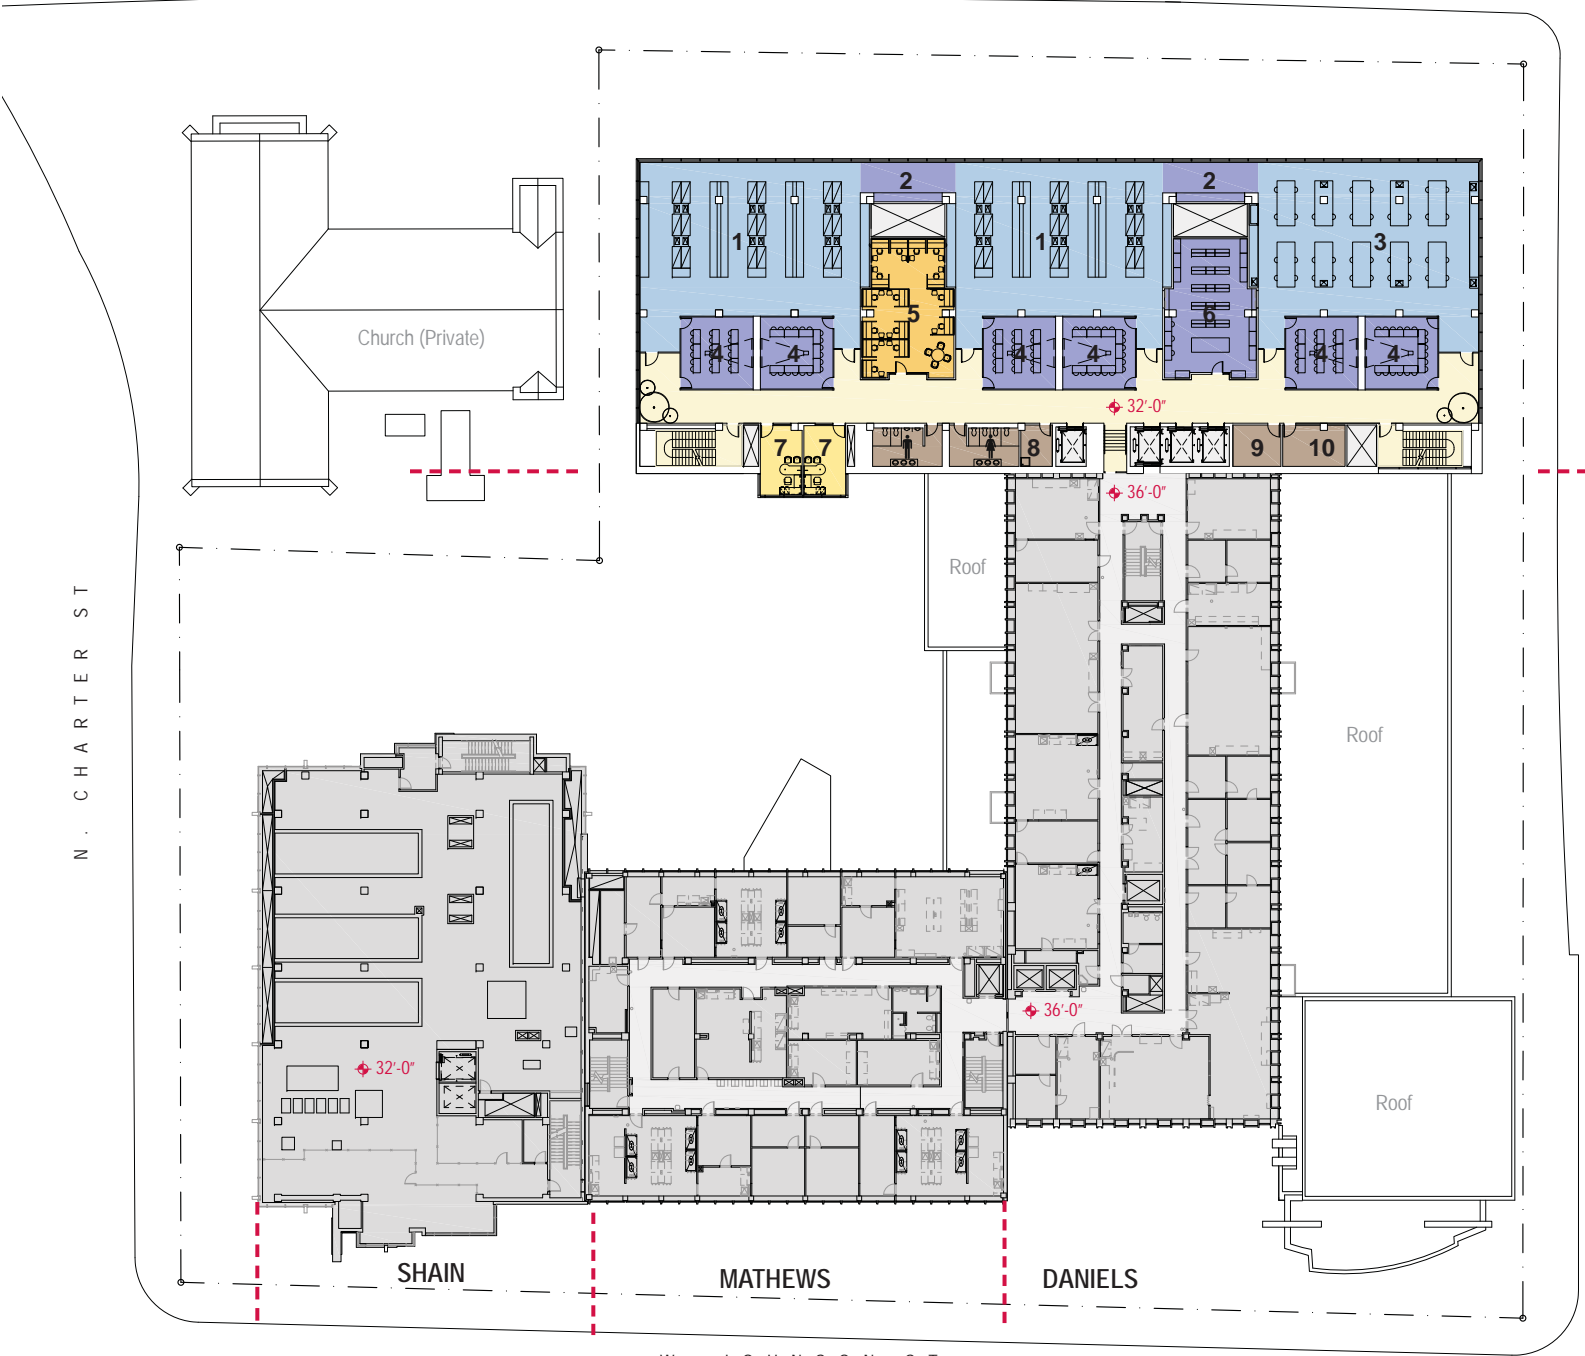 2
2
1
1
3
5
6
Church (Private)
4
4
4
4
4
4
32'-0"
7
7
8
9
10
36'-0"
Roof
N. CHARTER ST
Roof
36'-0"
32'-0"
Roof
SHAIN
MATHEWS
DANIELS